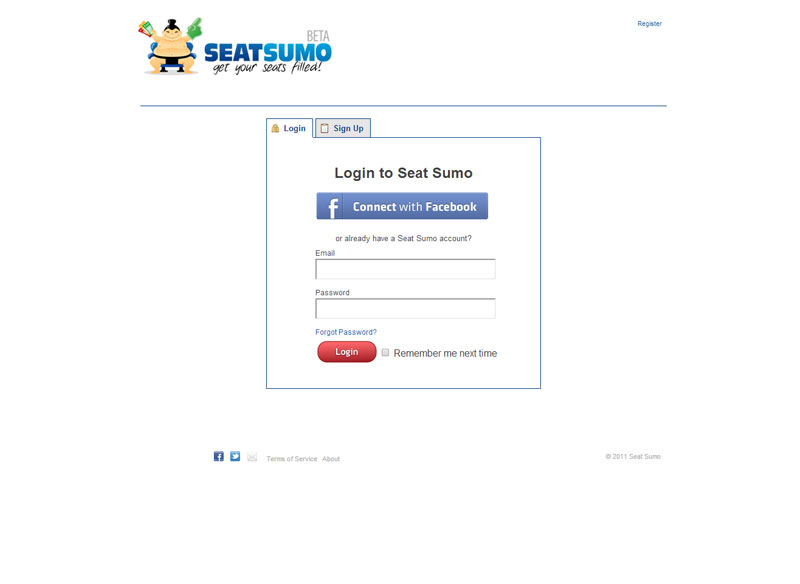 Register
BETA
SEATSUMO
get your seats filled!
Login
Sign Up
Login to Seat Sumo
f Connect with Facebook
or already have a Seat Sumo account?
Email
Password
Forgot Password?
Login
Remember me next time
Terms of Service About
© 2011 Seat Sumo